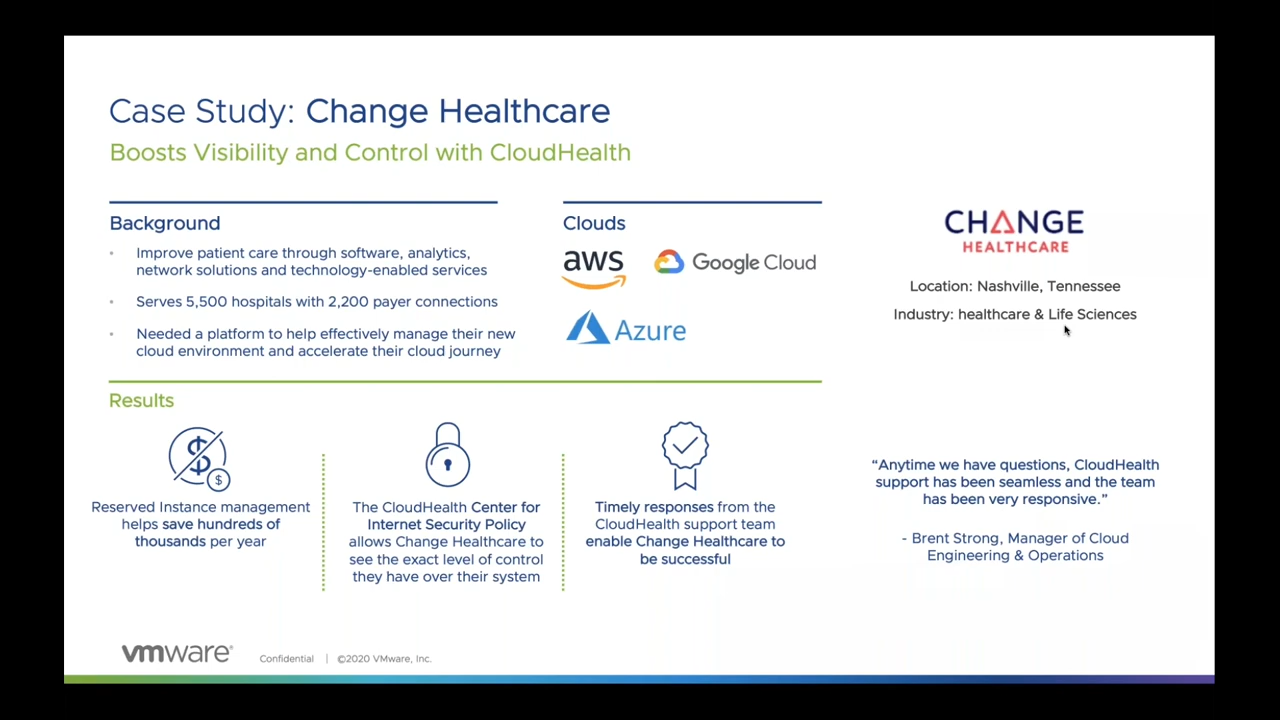 Case Study: Change Healthcare
Boosts Visibility and Control with CloudHealth
Background
• Improve patient care through software, analytics,
network solutions and technology-enabled services
• Serves 5,500 hospitals with 2,200 payer connections
• Needed a platform to help effectively manage their new
cloud environment and accelerate their cloud journey
Clouds
aws
Google Cloud
Azure
CHANGE
HEALTHCARE
Location: Nashville, Tennessee
Industry: healthcare & Life Sciences
Results
$
$
Reserved Instance management
helps save hundreds of
thousands per year
The CloudHealth Center for
Internet Security Policy
allows Change Healthcare to
see the exact level of control
they have over their system
Timely responses from the
CloudHealth support team
enable Change Healthcare to
be successful
“Anytime we have questions, CloudHealth
support has been seamless and the team
has been very responsive.”
- Brent Strong, Manager of Cloud
Engineering & Operations
vmware®
Confidential | ©2020 VMware, Inc.